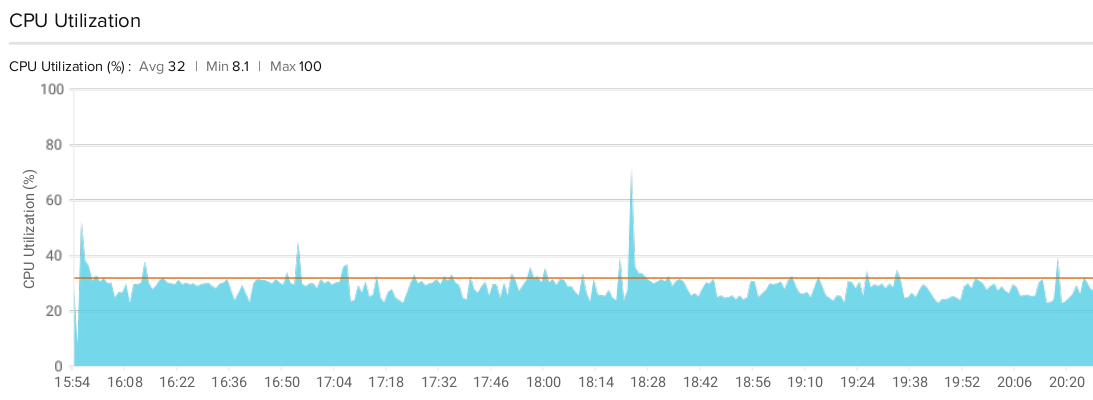 CPU Utilization
CPU Utilization (%) : Avg 32 | Min 8.1 | Max 100
100
80
60
40
20
0
CPU Utilization (%)
15:54 16:08 16:22 16:36 16:50 17:04 17:18 17:32 17:46 18:00 18:14 18:28 18:42 18:56 19:10 19:24 19:38 19:52 20:06 20:20